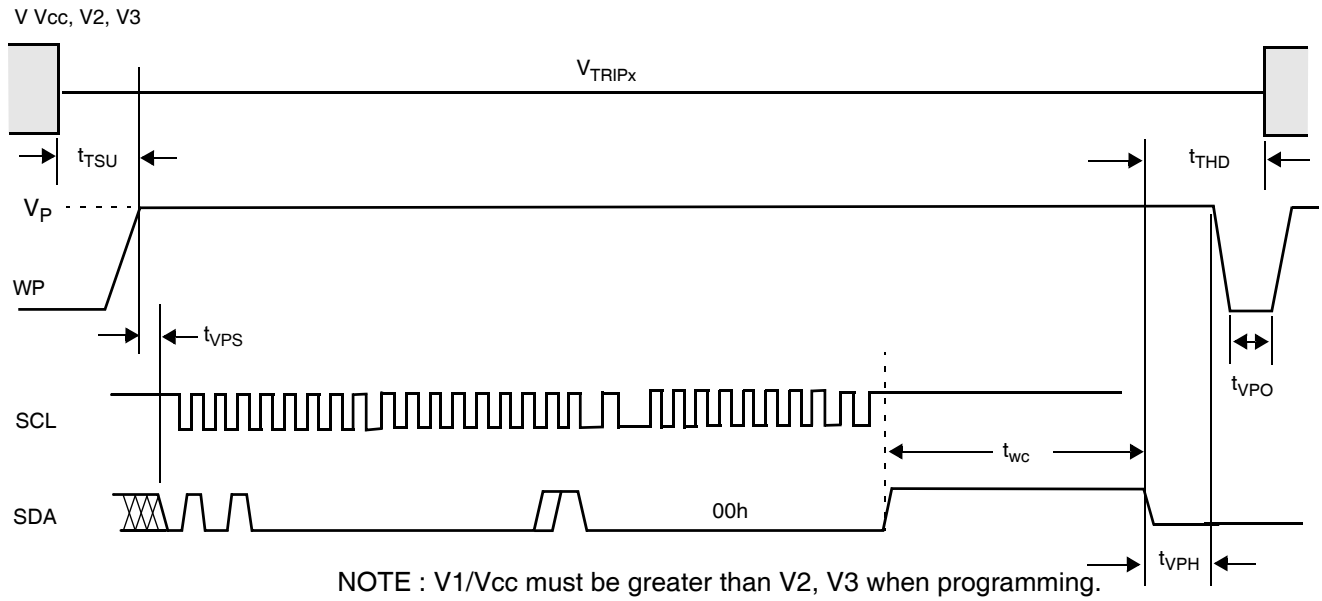 V Vcc, V2, V3
VTRIPx
tTSU
tTHD
VP
WP
tVPS
tVPO
SCL
twc
SDA
00h
tVPH
NOTE : V1/Vcc must be greater than V2, V3 when programming.